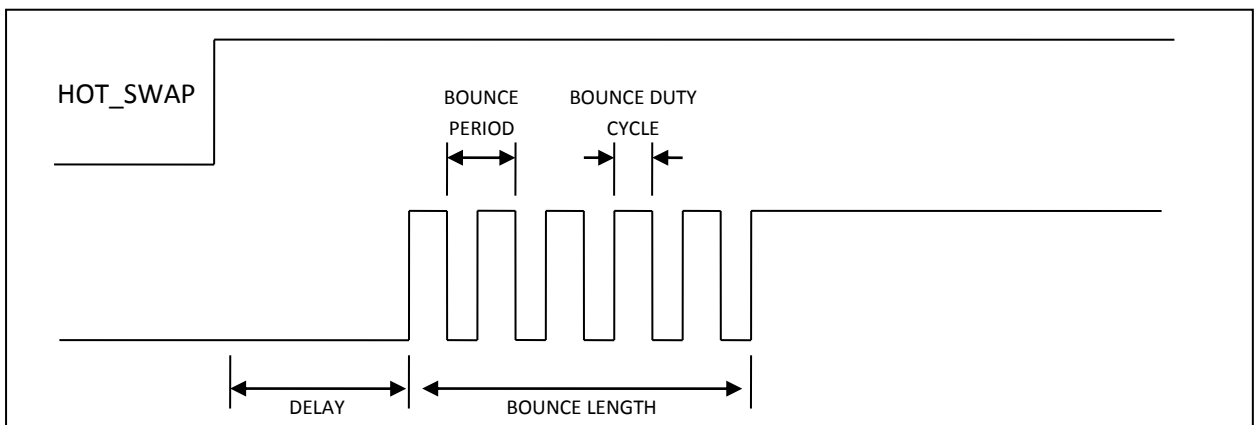 HOT_SWAP
BOUNCE
PERIOD
BOUNCE DUTY
CYCLE
DELAY
BOUNCE LENGTH